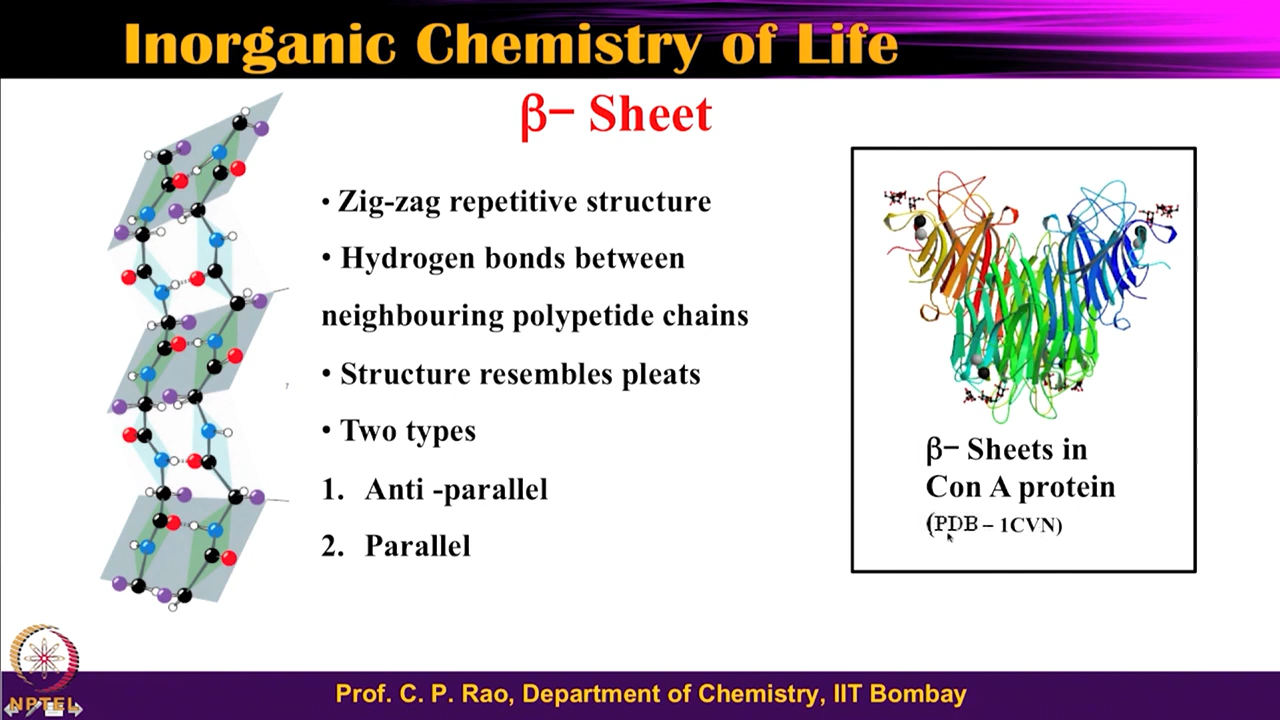 Inorganic Chemistry of Life
β− Sheet
• Zig-zag repetitive structure
• Hydrogen bonds between
neighbouring polypetide chains
• Structure resembles pleats
• Two types
1. Anti -parallel
2. Parallel
β− Sheets in
Con A protein
(PDB – 1CVN)
NPTEL
Prof. C. P. Rao, Department of Chemistry, IIT Bombay